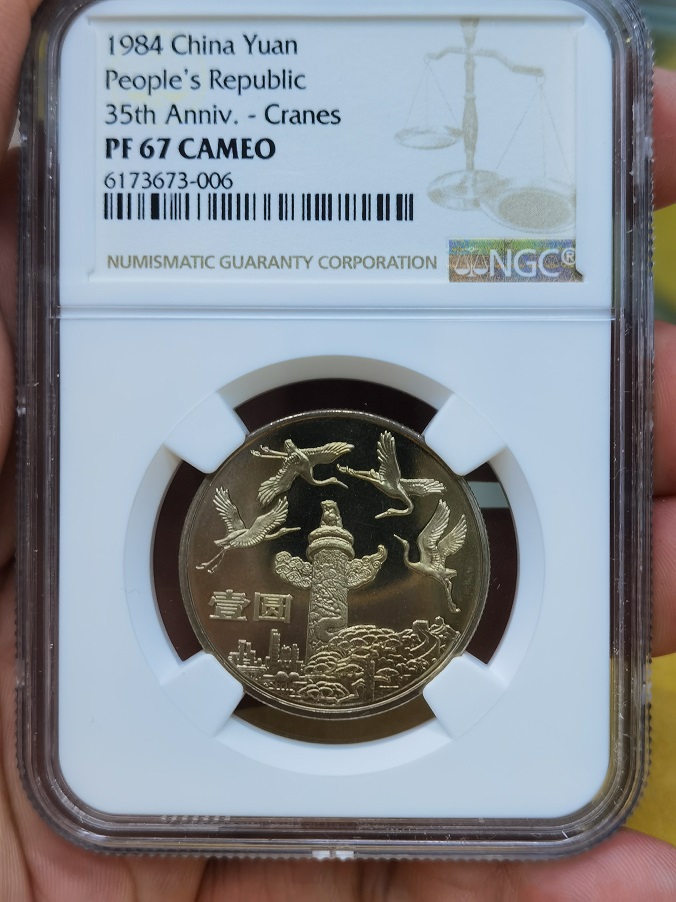 1984 China Yuan
People's Republic
35th Anniv. - Cranes
PF 67 CAMEO
6173673-006
NUMISMATIC GUARANTY CORPORATION
NGC®
壹圆